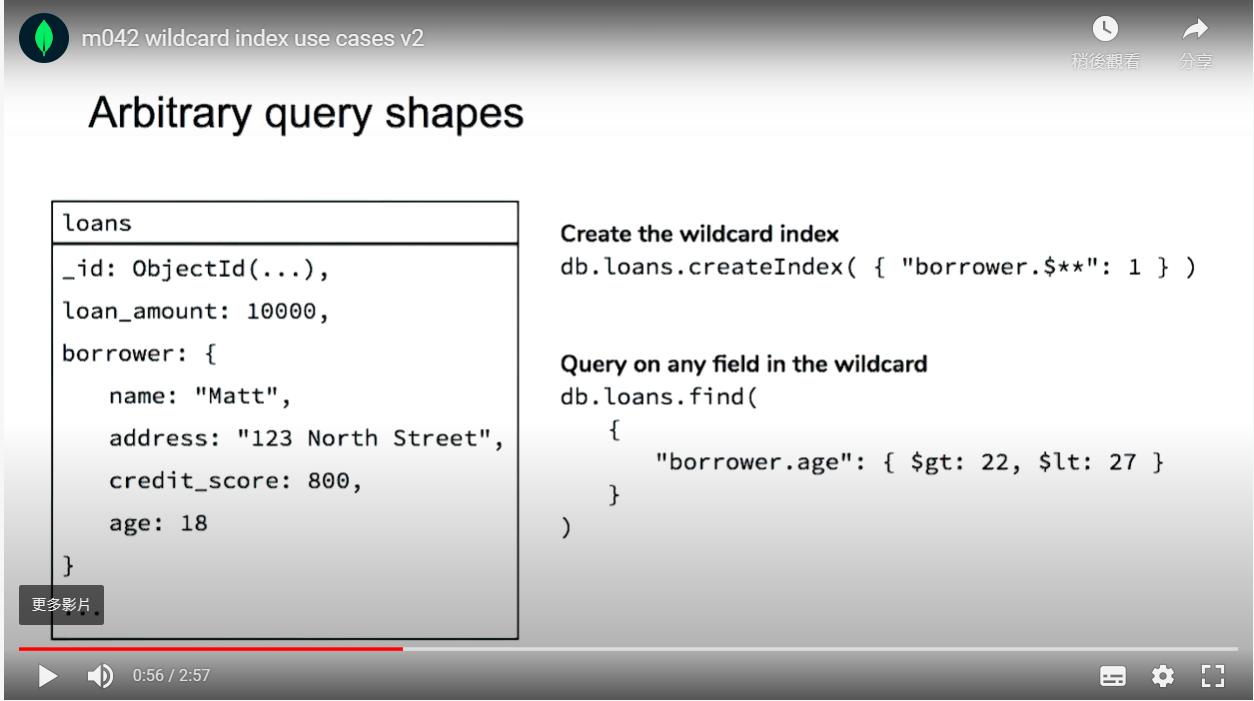 m042 wildcard index use cases v2
稍後觀看
分享
Arbitrary query shapes
loans
_id: ObjectId(...),
loan_amount: 10000,
borrower: {
name: "Matt",
address: "123 North Street",
credit_score: 800,
age: 18
}
...
Create the wildcard index
db.loans.createIndex( { "borrower.$**": 1 } )
Query on any field in the wildcard
db.loans.find(
{
"borrower.age": { $gt: 22, $lt: 27 }
}
)
更多影片
0:56 / 2:57